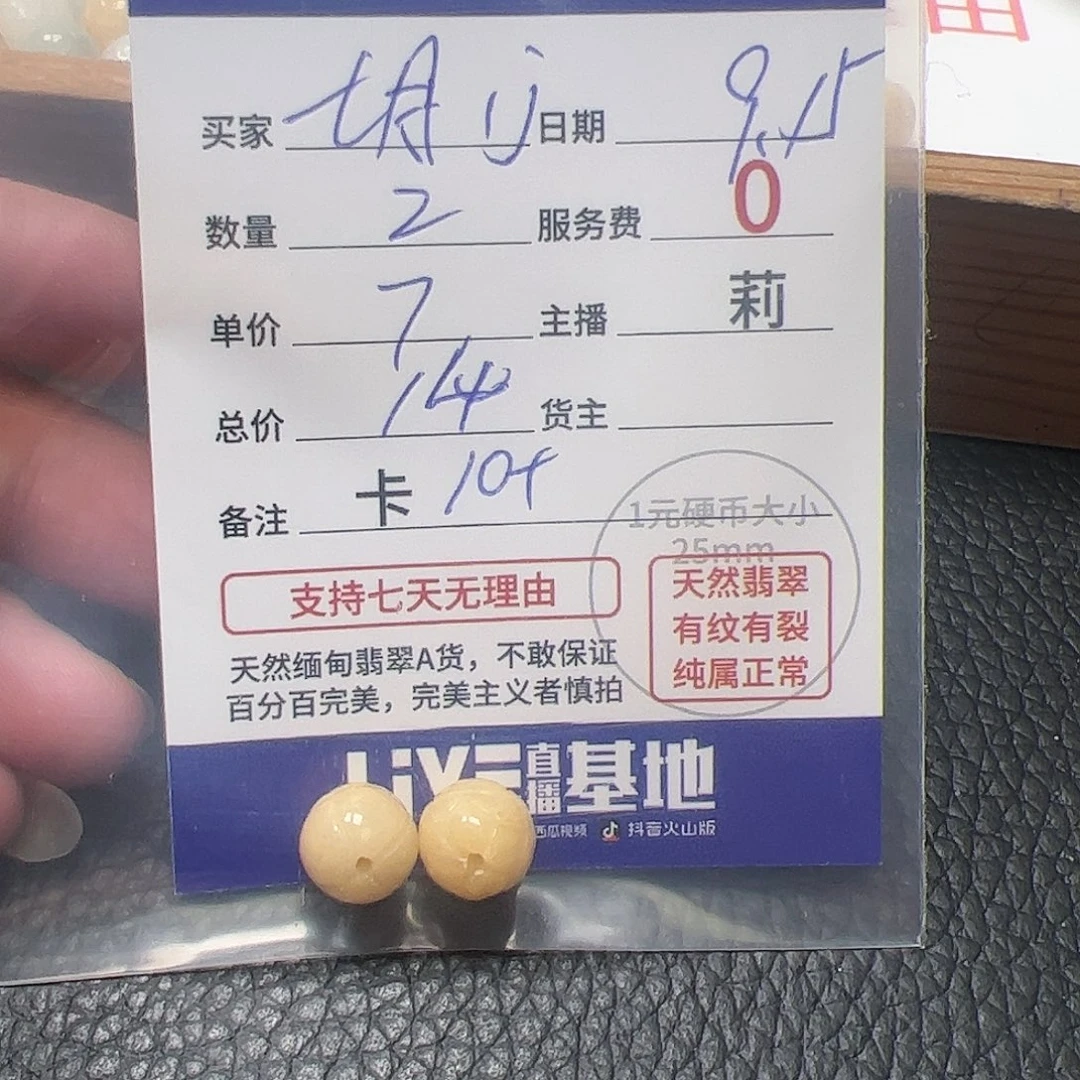 买家 胡 日期 9.15
数量 2 服务费 0
单价 7 主播 莉
总价 14 货主
备注 卡 10+
1元硬币大小
25mm
支持七天无理由
天然翡翠
有纹有裂
纯属正常
天然缅甸翡翠A货，不敢保证
百分百完美，完美主义者慎拍
LiVE直播基地
西瓜视频 抖音火山版